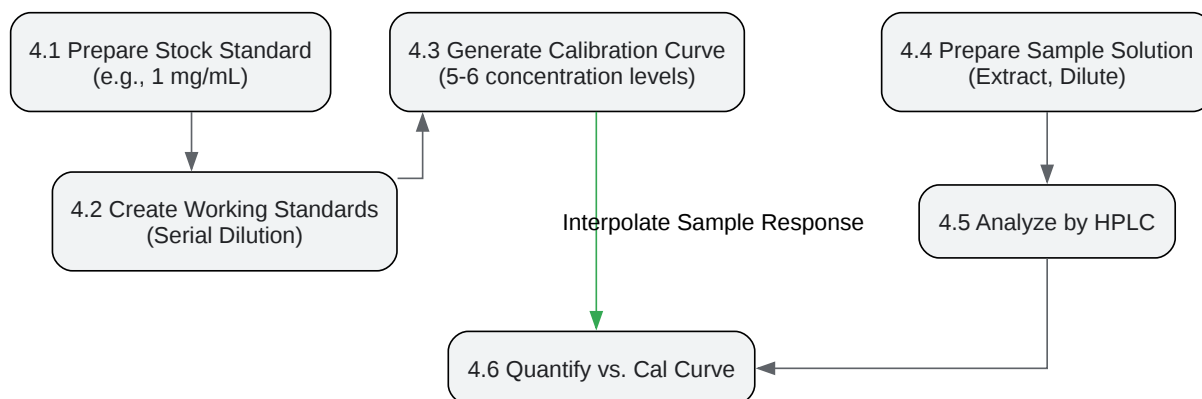 4.1 Prepare Stock Standard
(e.g., 1 mg/mL)
4.3 Generate Calibration Curve
(5-6 concentration levels)
4.4 Prepare Sample Solution
(Extract, Dilute)
4.2 Create Working Standards
(Serial Dilution)
Interpolate Sample Response
4.5 Analyze by HPLC
4.6 Quantify vs. Cal Curve